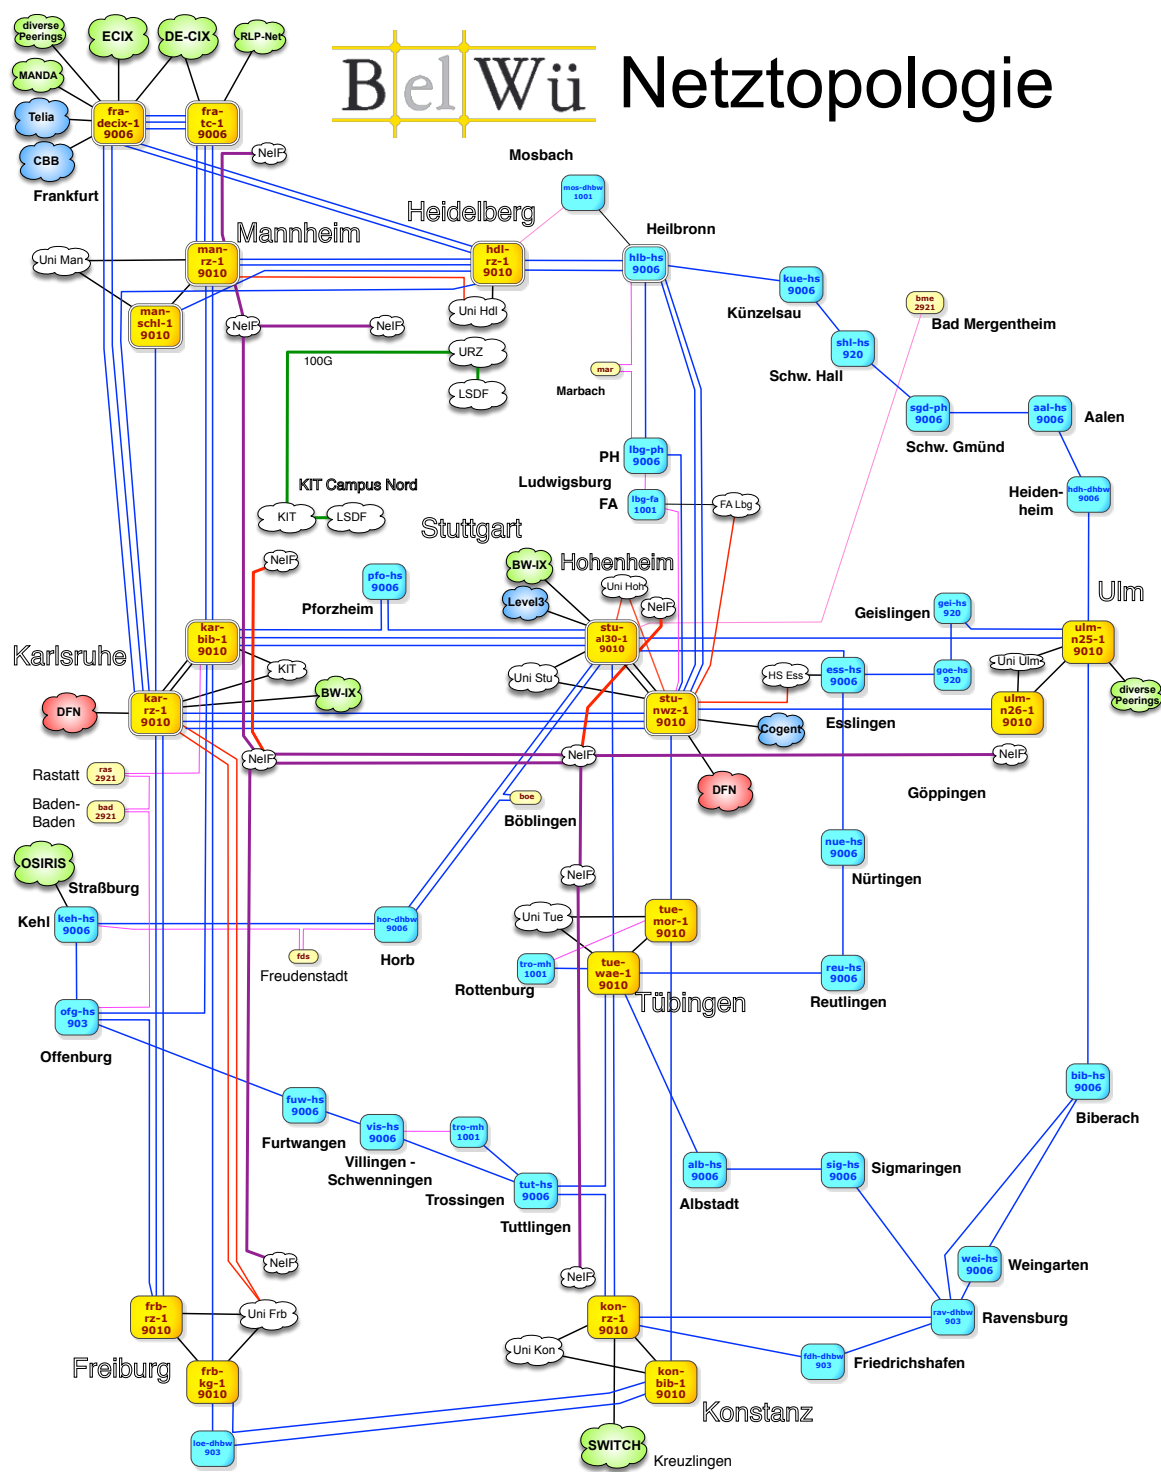 diverse
Peerings
ECIX
DE-CIX
RLP-Net
BelWü
Netztopologie
MANDA
Telia
CBB
fra-
decix-1
9006
fra-
tc-1
9006
Frankfurt
NeIF
Mosbach
mos-dhbw
1001
Heidelberg
Mannheim
Heilbronn
Uni Man
man-
rz-1
9010
hdl-
rz-1
9010
hlb-hs
9006
kue-hs
9006
Künzelsau
bme
2921
Bad Mergentheim
man-
schl-1
9010
NeIF
NeIF
Uni Hdl
shl-hs
920
Schw. Hall
100G
URZ
LSDF
mar
Marbach
sgd-ph
9006
Schw. Gmünd
aal-hs
9006
Aalen
PH
lbg-ph
9006
Ludwigsburg
FA
lbg-fa
1001
FA Lbg
KIT Campus Nord
KIT
LSDF
Heiden-
heim
hdh-dhbw
9006
Stuttgart
Hohenheim
BW-IX
NeIF
Uni Hoh
NeIF
Level3
pfo-hs
9006
Pforzheim
Ulm
Geislingen
gei-hs
920
Karlsruhe
kar-
bib-1
9010
stu-
al30-1
9010
ulm-
n25-1
9010
KIT
Uni Stu
HS Ess
ess-hs
9006
goe-hs
920
Uni Ulm
diverse
Peerings
DFN
kar-
rz-1
9010
BW-IX
stu-
nwz-1
9010
Cogent
Esslingen
ulm-
n26-1
9010
NeIF
NeIF
NeIF
Rastatt
ras
2921
DFN
Göppingen
Baden-
Baden
bad
2921
boe
Böblingen
OSIRIS
Straßburg
nue-hs
9006
Nürtingen
NeIF
Kehl
keh-hs
9006
hor-dhbw
9006
Horb
Uni Tue
tue-
mor-1
9010
fds
Freudenstadt
tro-mh
1001
Rottenburg
tue-
wae-1
9010
Tübingen
reu-hs
9006
Reutlingen
ofg-hs
903
Offenburg
bib-hs
9006
Biberach
fuw-hs
9006
Furtwangen
vis-hs
9006
Villingen -
Schwenningen
tro-mh
1001
Trossingen
tut-hs
9006
Tuttlingen
alb-hs
9006
Albstadt
sig-hs
9006
Sigmaringen
NeIF
NeIF
wei-hs
9006
Weingarten
frb-
rz-1
9010
Uni Frb
kon-
rz-1
9010
rav-dhbw
903
Ravensburg
Uni Kon
fdh-dhbw
903
Friedrichshafen
Freiburg
frb-
kg-1
9010
kon-
bib-1
9010
Konstanz
loe-dhbw
903
SWITCH
Kreuzlingen